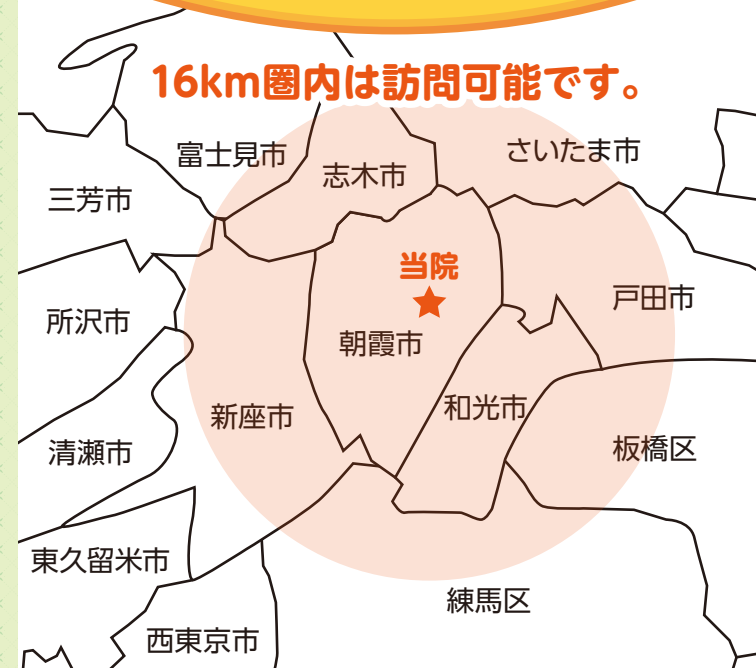 16km圏内は訪問可能です。
富士見市
さいたま市
志木市
三芳市
当院
戸田市
所沢市
朝霞市
和光市
新座市
清瀬市
板橋区
東久留米市
練馬区
西東京市